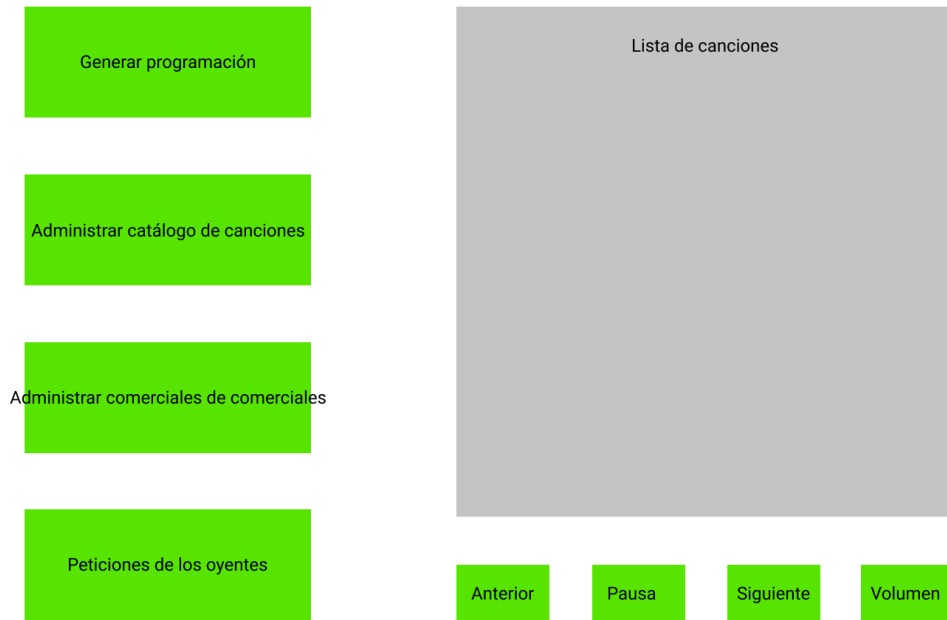 Generar programación
Administrar catálogo de canciones
Administrar comerciales de comerciales
Peticiones de los oyentes
Lista de canciones
Anterior
Pausa
Siguiente
Volumen